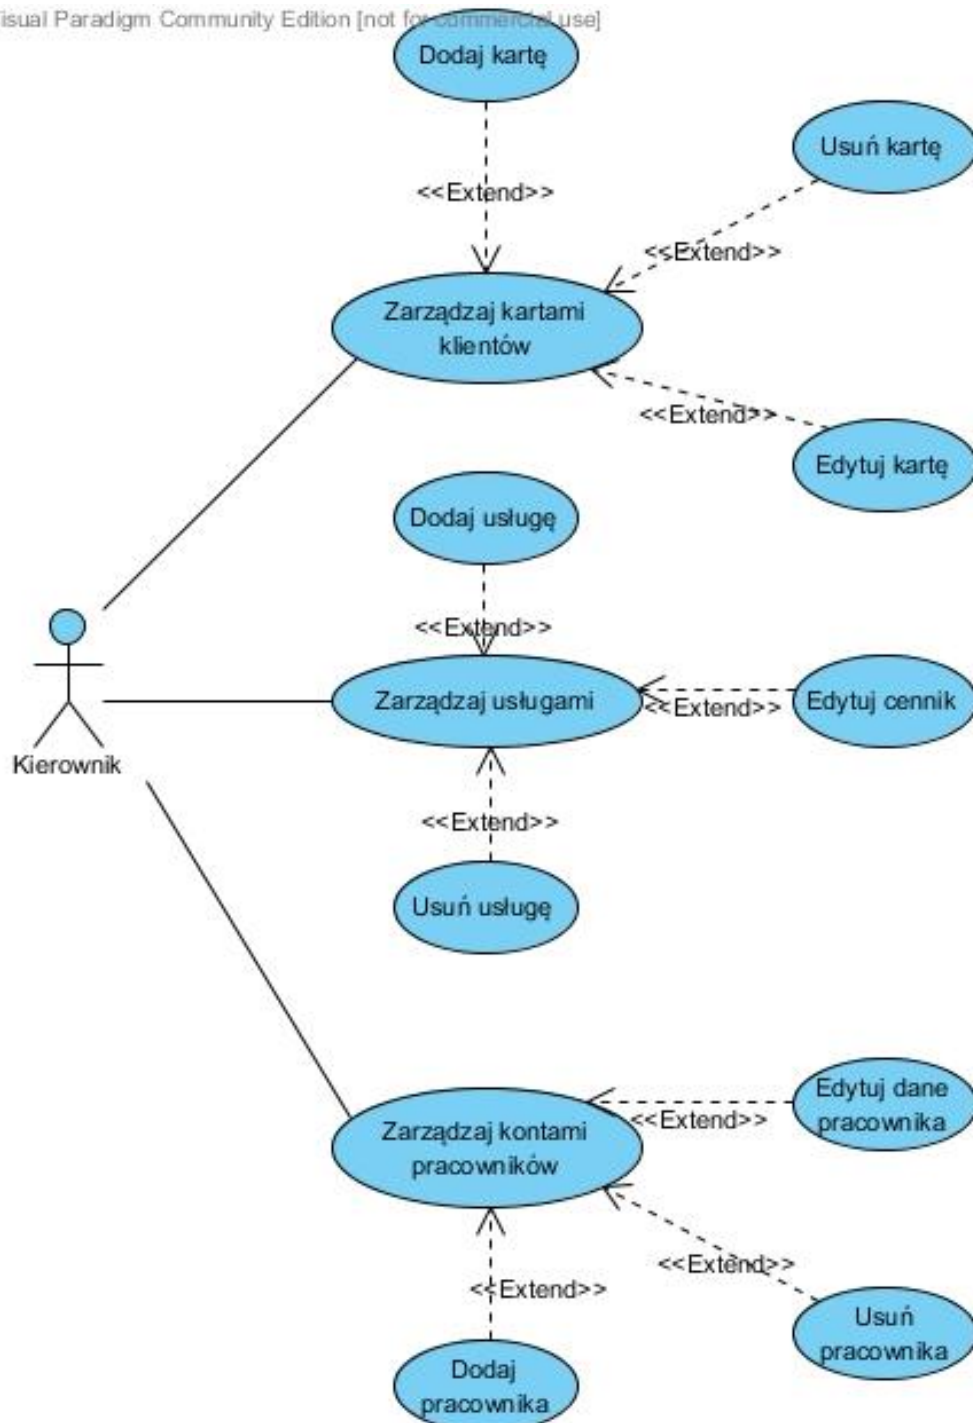 isual Paradigm Community Edition [not for commercial use]
Dodaj kartę
Usuń kartę
<<Extend>>
<<Extend>>
Zarządzaj kartami
klientów
<<Extend>>
Edytuj kartę
Dodaj usługę
<<Extend>>
Zarządzaj usługami
<<Extend>>
Edytuj cennik
Kierownik
<<Extend>>
Usuń usługę
Edytuj dane
pracownika
<<Extend>>
Zarządzaj kontami
pracowników
<<Extend>>
<<Extend>>
Usuń
pracownika
Dodaj
pracownika